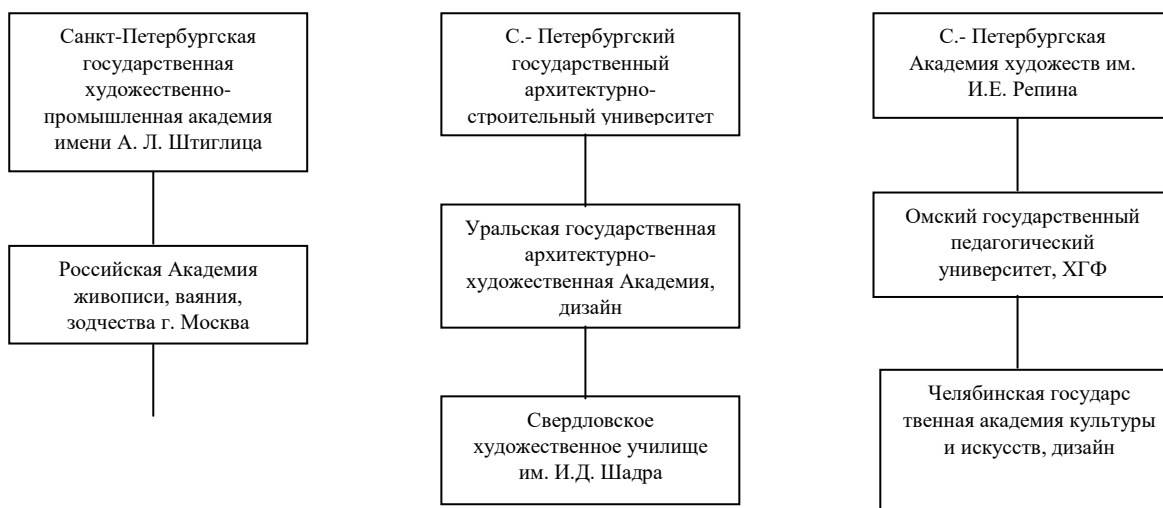 Санкт-Петербургская
государственная
художественно-
промышленная академия
имени А. Л. Штиглица
Российская Академия
живописи, ваяния,
зодчества г. Москва
С.- Петербургский
государственный
архитектурно-
строительный университет
Уральская государственная
архитектурно-
художественная Академия,
дизайн
Свердловское
художественное училище
им. И.Д. Шадра
С.- Петербургская
Академия художеств им.
И.Е. Репина
Омский государственный
педагогический
университет, ХГФ
Челябинская государс
твенная академия культуры
и искусств, дизайн